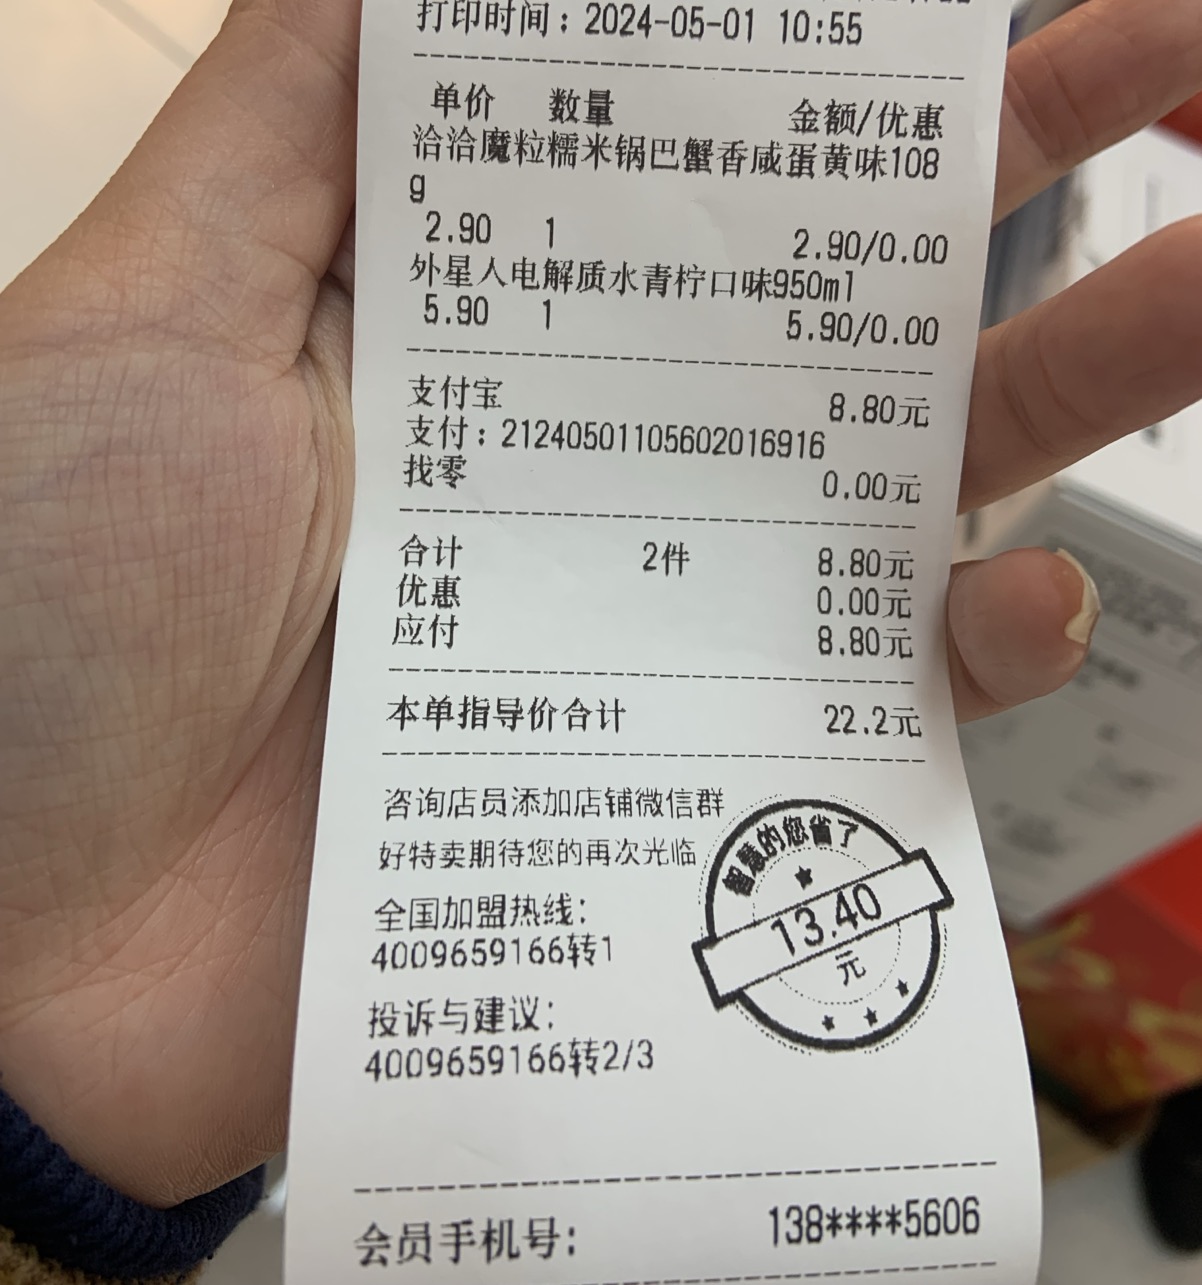 打印时间：2024-05-01 10:55
单价 数量 金额/优惠
洽洽魔粒糯米锅巴蟹香咸蛋黄味108
g
2.90 1 2.90/0.00
外星人电解质水青柠口味950ml
5.90 1 5.90/0.00
支付宝 8.80元
支付：21240501105602016916
找零 0.00元
合计 2件 8.80元
优惠 0.00元
应付 8.80元
本单指导价合计 22.2元
咨询店员添加店铺微信群
好特卖期待您的再次光临
智慧的您省了
13.40
元
全国加盟热线：
4009659166转1
投诉与建议：
4009659166转2/3
会员手机号： 138****5606